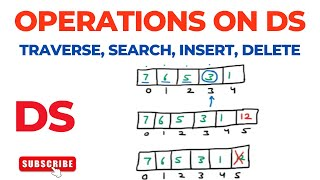 OPERATIONS ON DS
TRAVERSE, SEARCH, INSERT, DELETE
7 6 5 3 1
0 1 2 3 4
DS
7 6 5 3 1 12
0 1 2 3 4 5
SUBSCRIBE
7 6 5 3 1
0 1 2 3 4 5